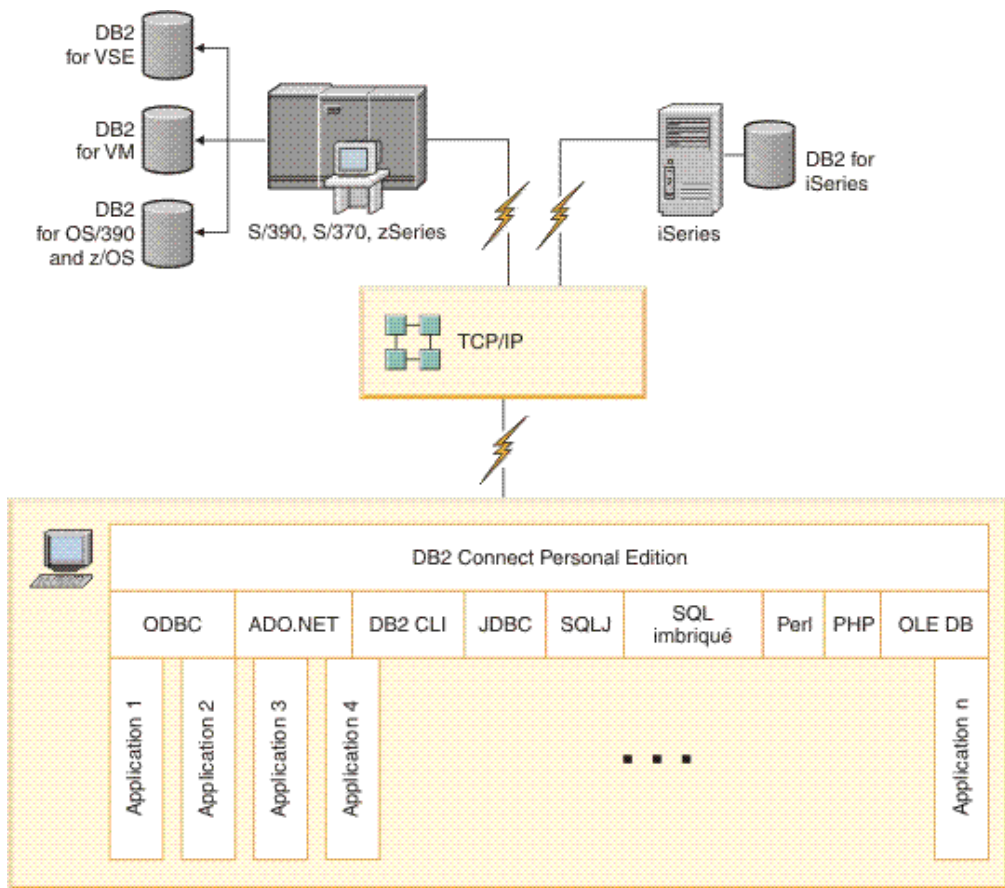 DB2
for VSE
DB2
for VM
DB2
for OS/390
and z/OS
S/390, S/370, zSeries
iSeries
DB2 for
iSeries
TCP/IP
DB2 Connect Personal Edition
ODBC
ADO.NET
DB2 CLI
JDBC
SQLJ
SQL
imbriqué
Perl
PHP
OLE DB
Application 1
Application 2
Application 3
Application 4
. . .
Application n